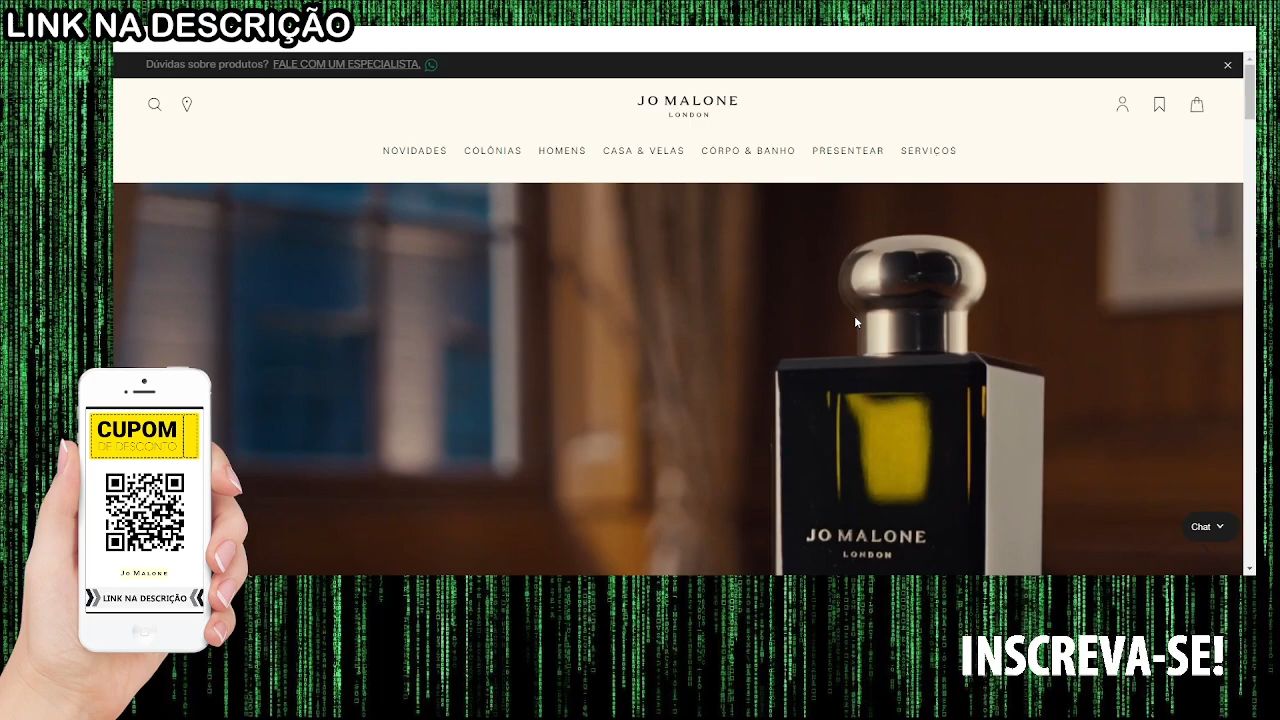 LINK NA DESCRIÇÃO
Dúvidas sobre produtos? FALE COM UM ESPECIALISTA.
JO MALONE
LONDON
NOVIDADES COLÔNIAS HOMENS CASA & VELAS CORPO & BANHO PRESENTEAR SERVIÇOS
JO MALONE
LONDON
Chat
CUPOM
DE DESCONTO
JO MALONE
LINK NA DESCRIÇÃO
INSCREVA-SE!